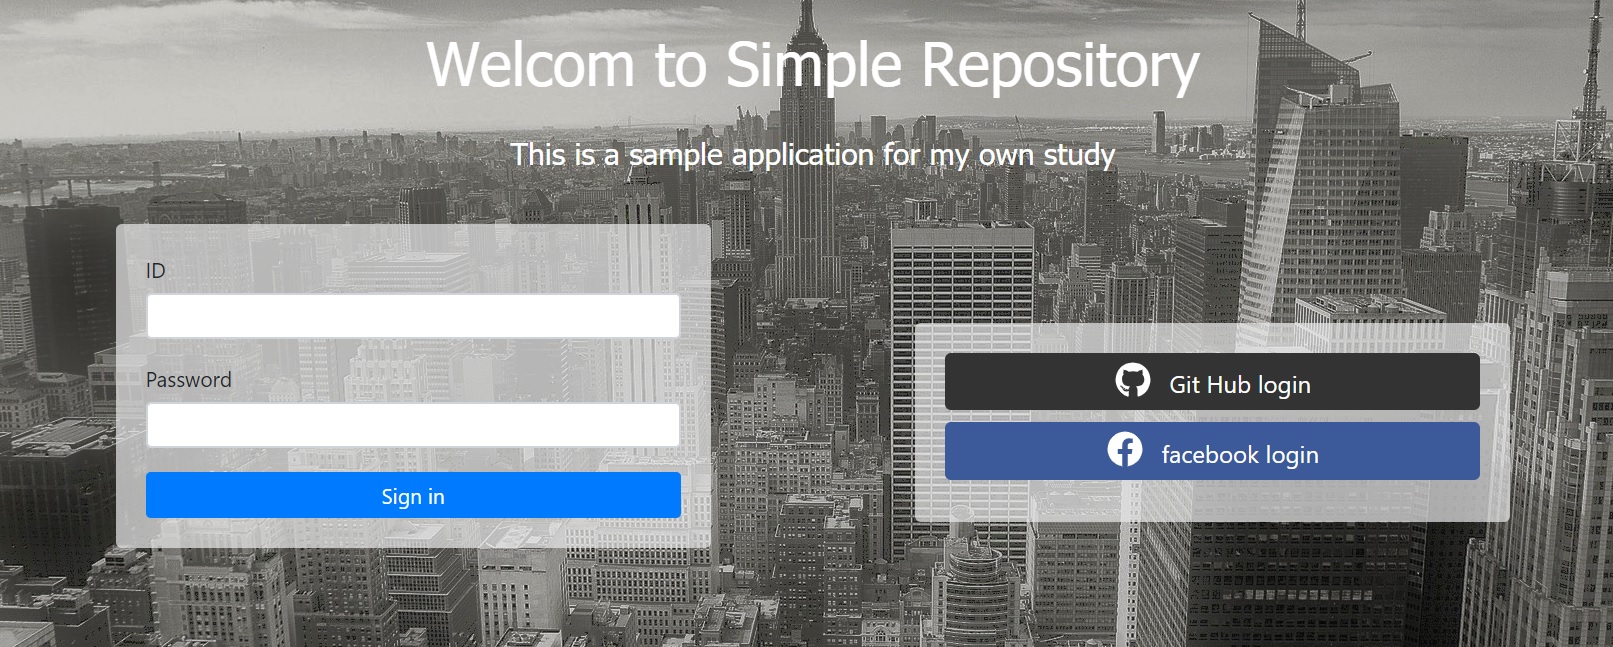 Welcom to Simple Repository
This is a sample application for my own study
ID
Password
Sign in
Git Hub login
facebook login